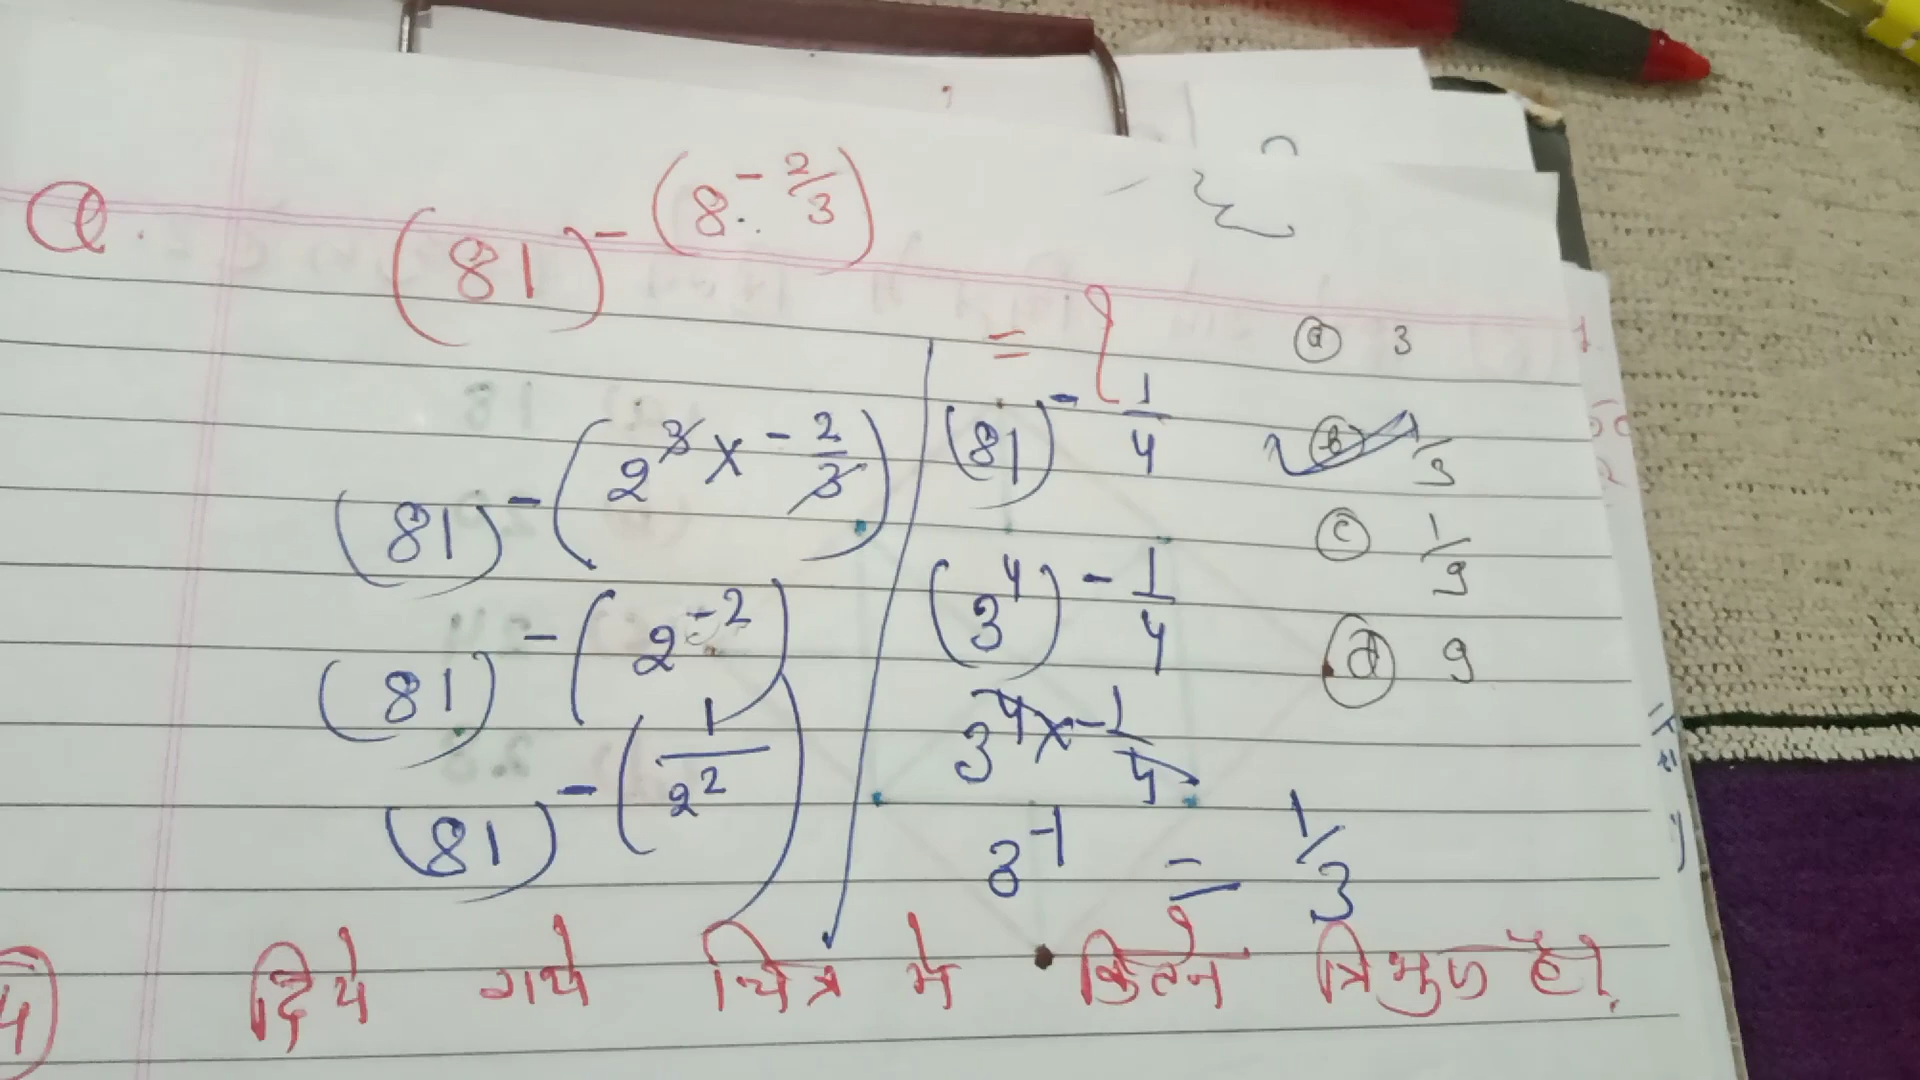 Q. (81)^-(8^-2/3) = ?
(81)^-(2^3 x -2/3)
(81)^-(2^-2)
(81)^-(1/2^2)
(81)^-1/4
(3^4)^-1/4
3^4x-1/4
3^-1 = 1/3
(a) 3
(b) 1/3
(c) 1/9
(d) 9
दिये गये चित्र मे कितने त्रिभुज है।